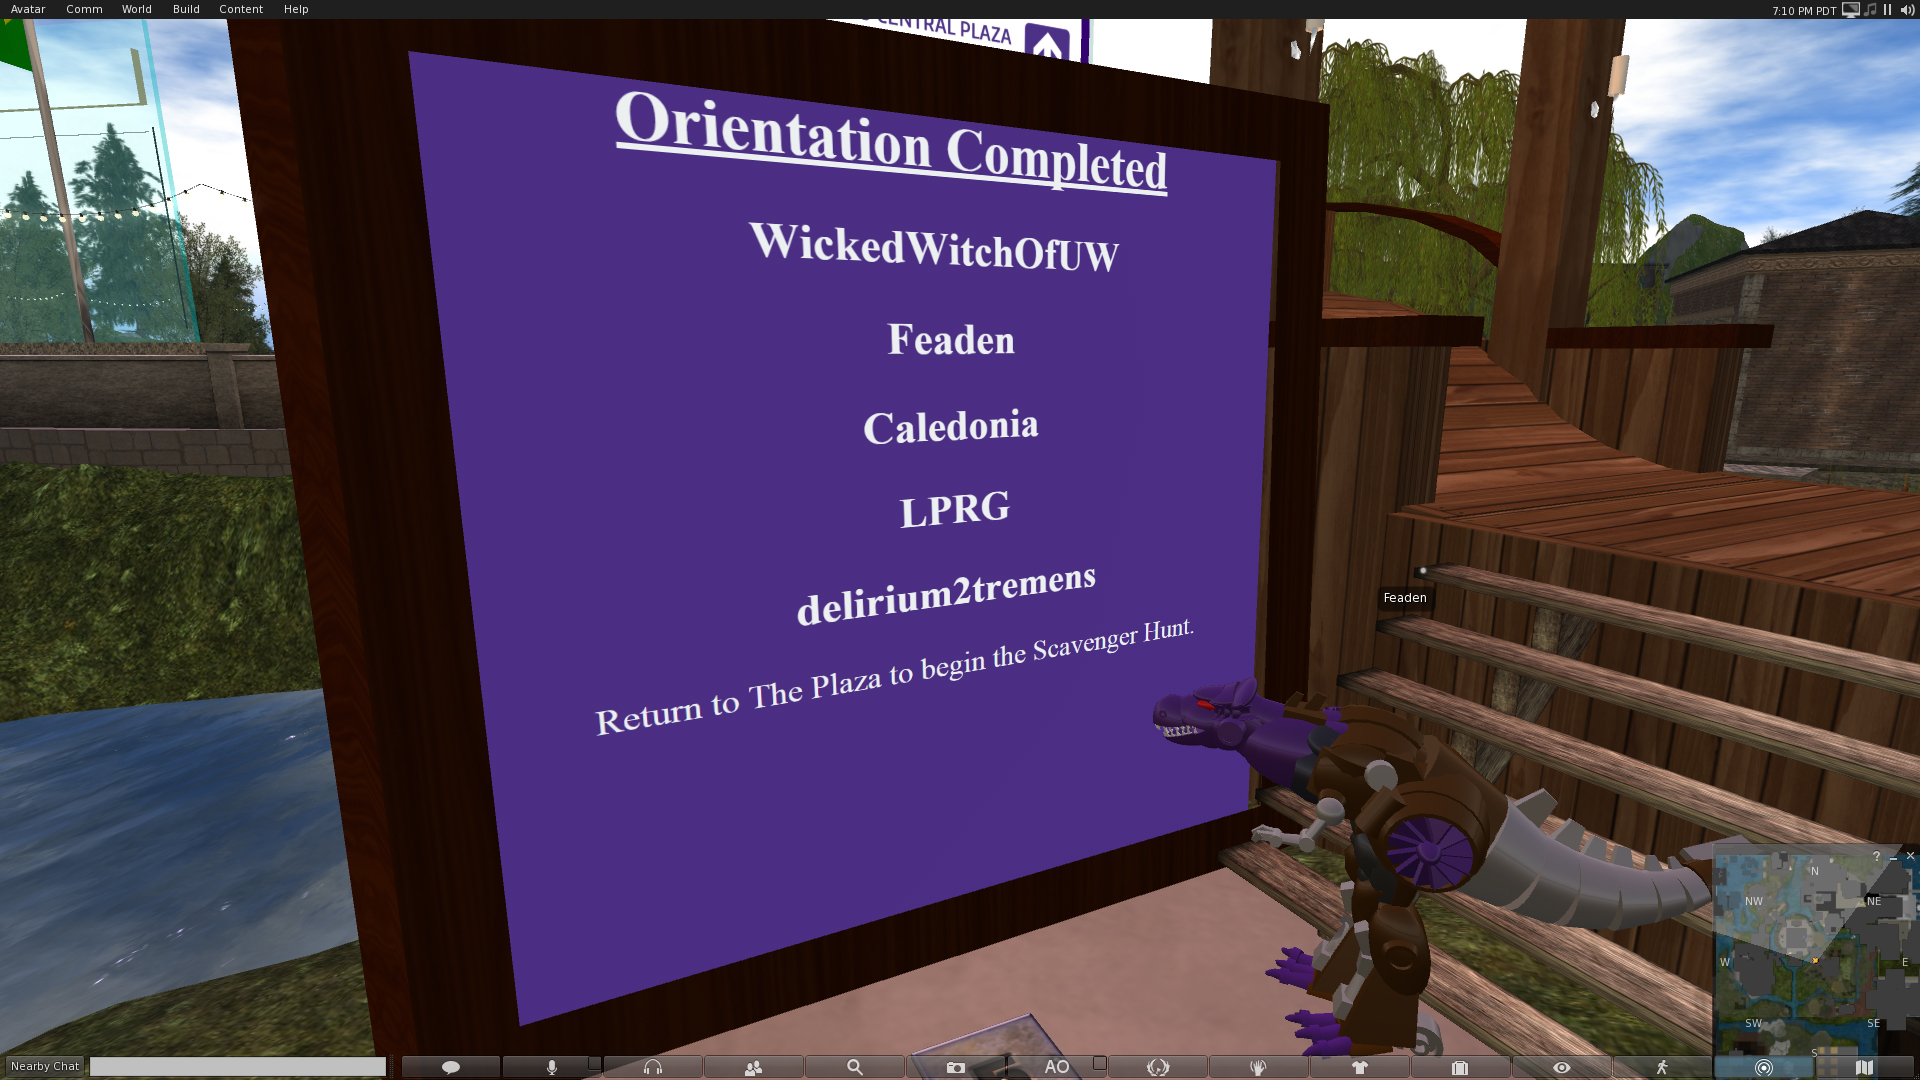 Avatar Comm World Build Content Help
7:10 PM PDT
CENTRAL PLAZA
Orientation Completed
WickedWitchOfUW
Feaden
Caledonia
LPRG
delirium2tremens
Return to The Plaza to begin the Scavenger Hunt.
Feaden
?
N
NW NE
W E
SW SE
S
Nearby Chat
AO